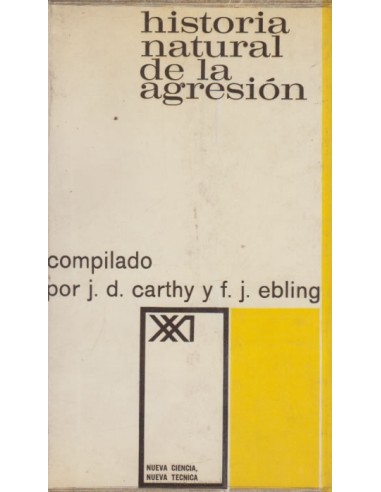 historia
natural
de la
agresión
compilado
por j. d. carthy y f. j. ebling
XXI
NUEVA CIENCIA,
NUEVA TECNICA